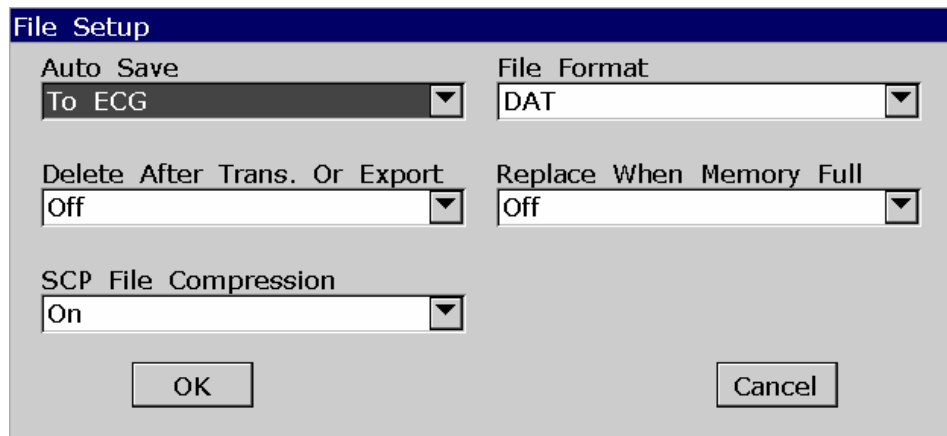 File Setup
Auto Save
To ECG
File Format
DAT
Delete After Trans. Or Export
Off
Replace When Memory Full
Off
SCP File Compression
On
OK
Cancel